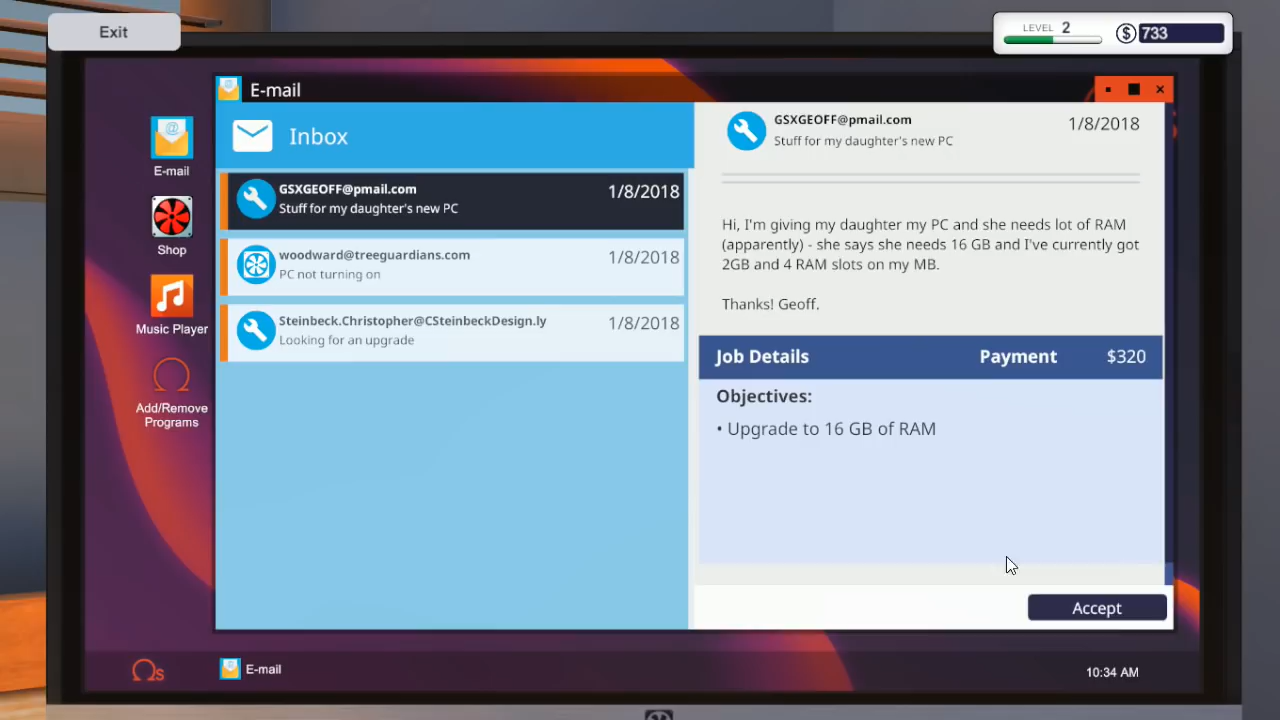 Exit
LEVEL 2
$ 733
E-mail
Shop
Music Player
Add/Remove
Programs
E-mail
Inbox
GSXGEOFF@pmail.com 1/8/2018
Stuff for my daughter's new PC
woodward@treeguardians.com 1/8/2018
PC not turning on
Steinbeck.Christopher@CSteinbeckDesign.ly 1/8/2018
Looking for an upgrade
GSXGEOFF@pmail.com 1/8/2018
Stuff for my daughter's new PC
Hi, I'm giving my daughter my PC and she needs lot of RAM
(apparently) - she says she needs 16 GB and I've currently got
2GB and 4 RAM slots on my MB.
Thanks! Geoff.
Job Details Payment $320
Objectives:
• Upgrade to 16 GB of RAM
Accept
Ωs
E-mail
10:34 AM